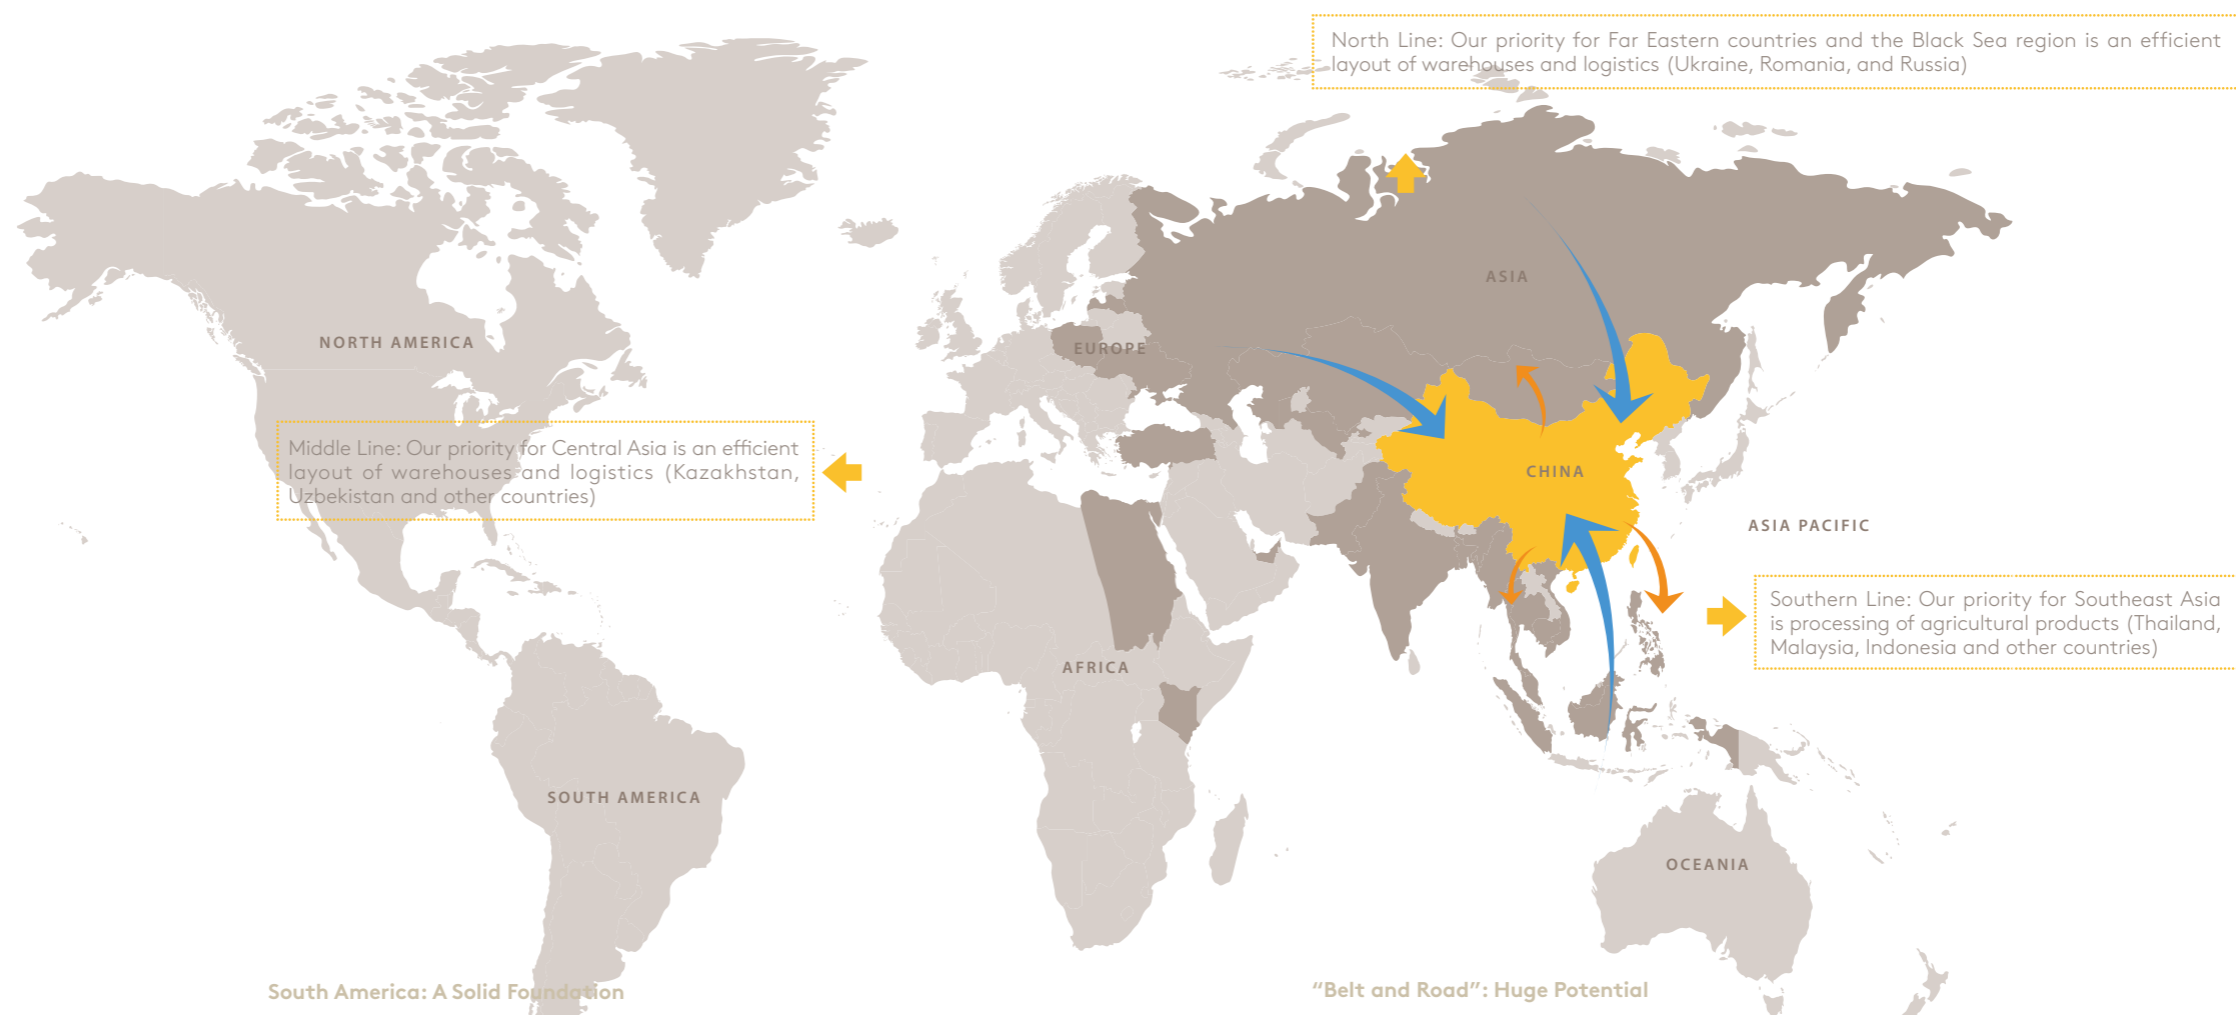 North Line: Our priority for Far Eastern countries and the Black Sea region is an efficient
layout of warehouses and logistics (Ukraine, Romania, and Russia)
ASIA
NORTH AMERICA
EUROPE
Middle Line: Our priority for Central Asia is an efficient
layout of warehouses and logistics (Kazakhstan,
Uzbekistan and other countries)
CHINA
ASIA PACIFIC
Southern Line: Our priority for Southeast Asia
is processing of agricultural products (Thailand,
Malaysia, Indonesia and other countries)
AFRICA
SOUTH AMERICA
OCEANIA
South America: A Solid Foundation
“Belt and Road”: Huge Potential